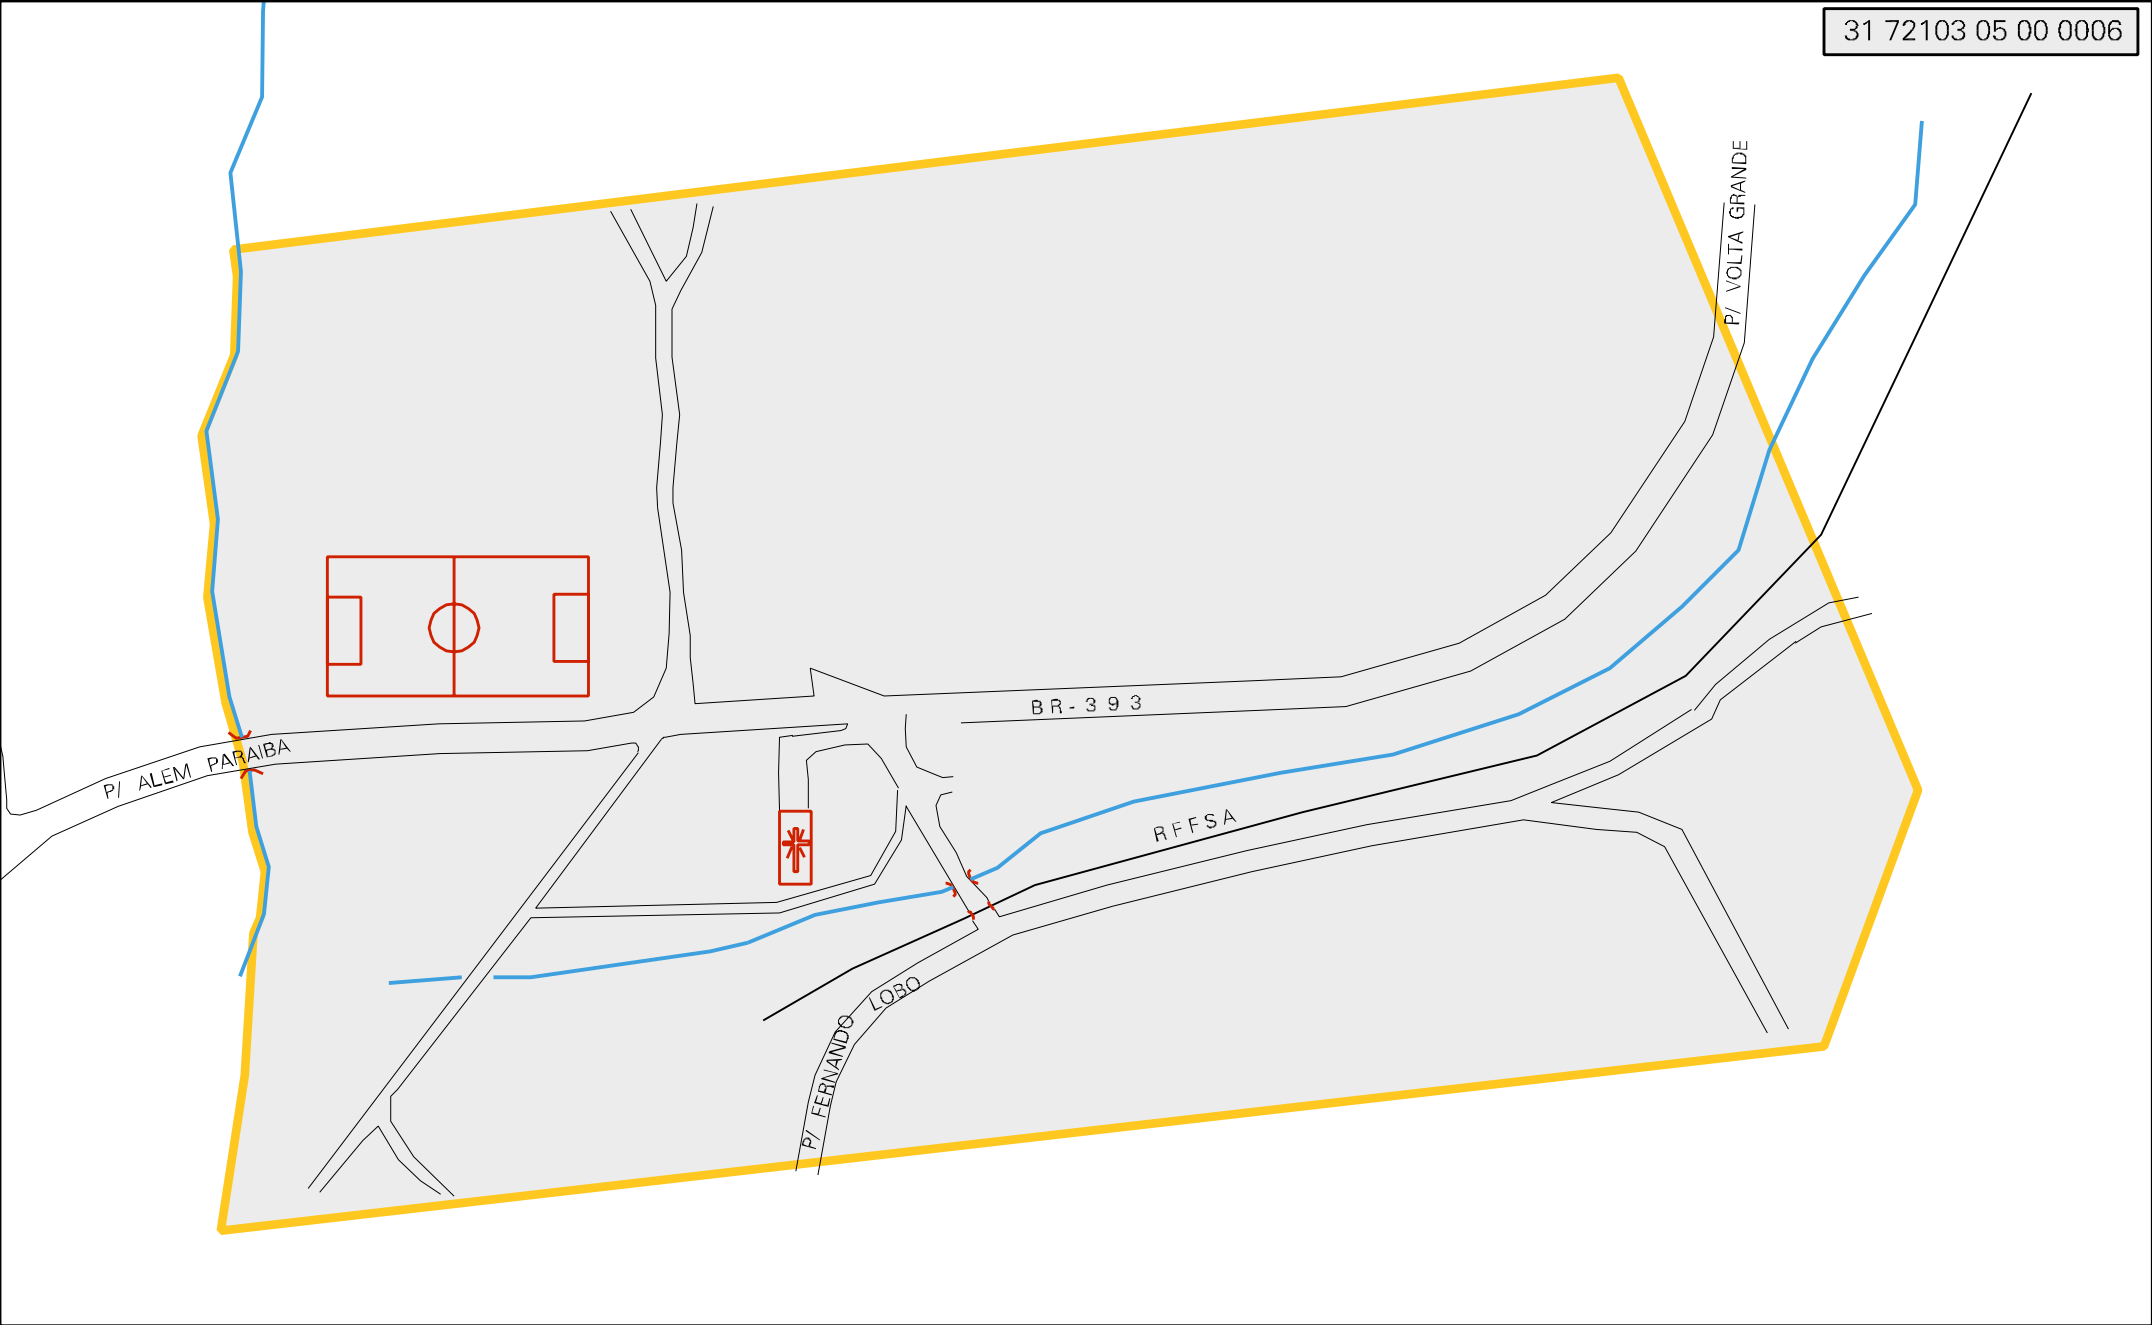 31 72103 05 00 0006
P/ VOLTA GRANDE
BR-393
P/ ALEM PARAIBA
RFFSA
P/ FERNANDO LOBO